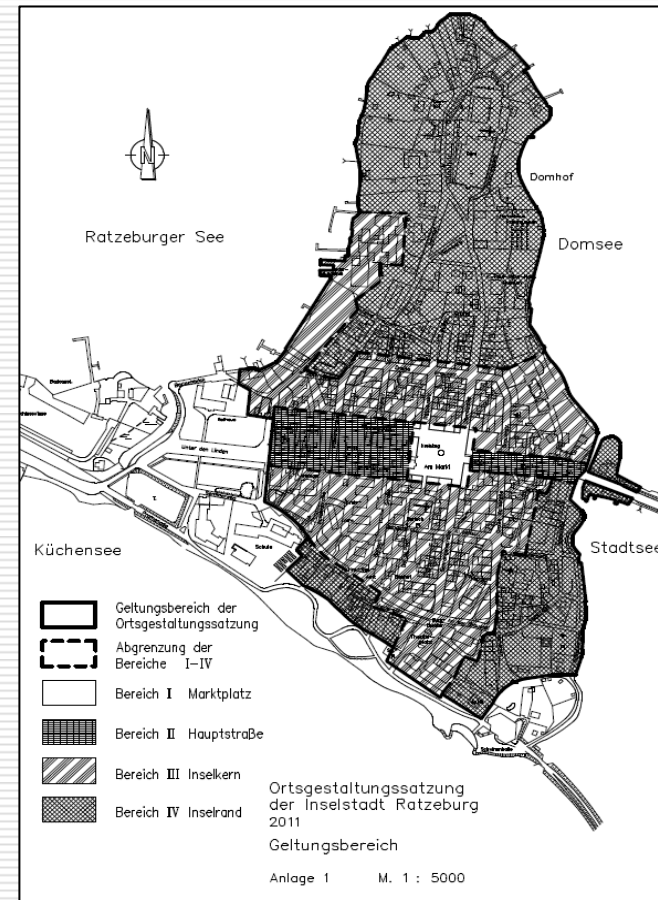 N
Ratzeburger See
Domhof
Domsee
Rathaus
Unter den Linden
Am Markt
Küchensee
Schule
Stadtsee
Geltungsbereich der
Ortsgestaltungssatzung
Abgrenzung der
Bereiche I-IV
Bereich I Marktplatz
Bereich II Hauptstraße
Bereich III Inselkern
Bereich IV Inselrand
Ortsgestaltungssatzung
der Inselstadt Ratzeburg
2011
Geltungsbereich
Anlage 1 M. 1 : 5000